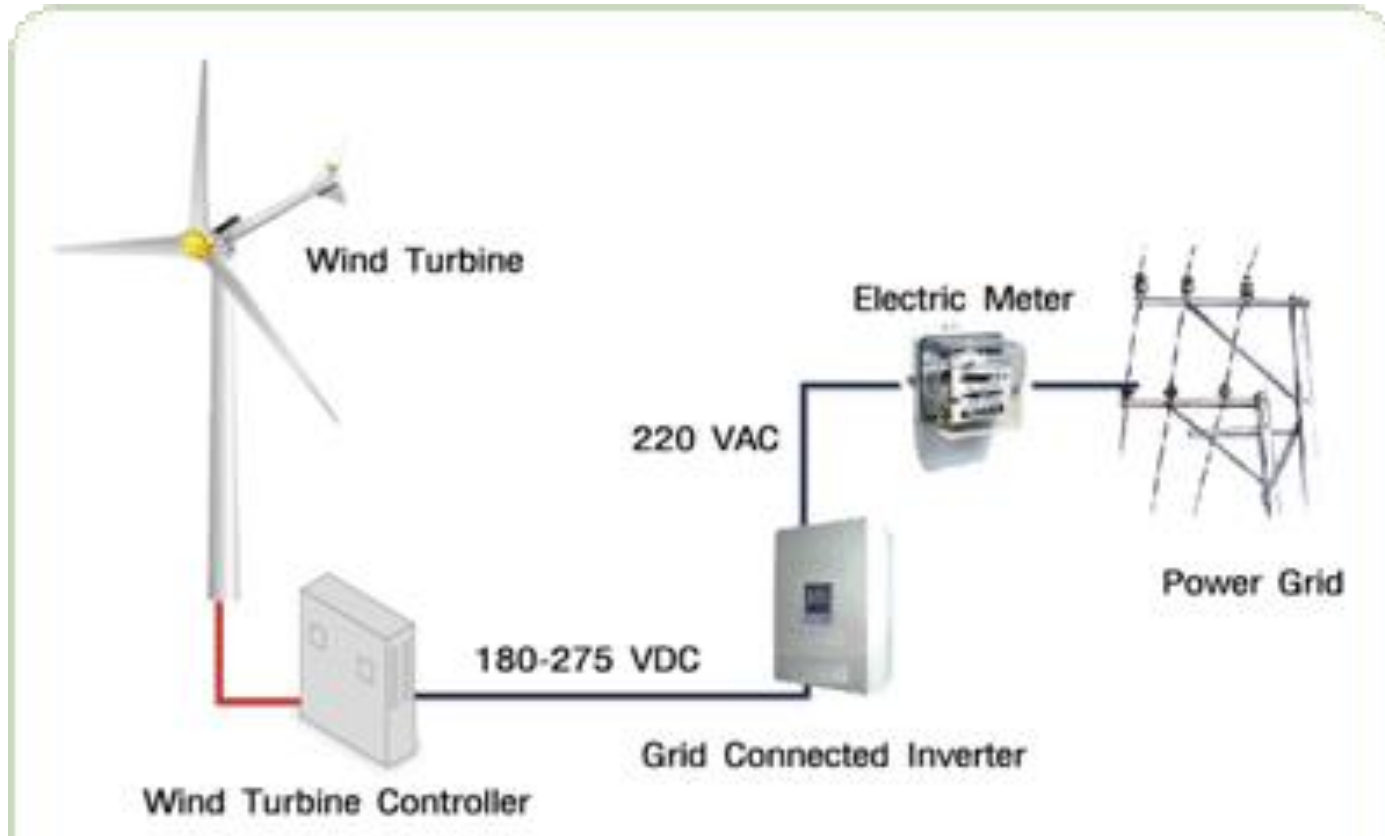 Wind Turbine
Electric Meter
220 VAC
Power Grid
180-275 VDC
Grid Connected Inverter
Wind Turbine Controller